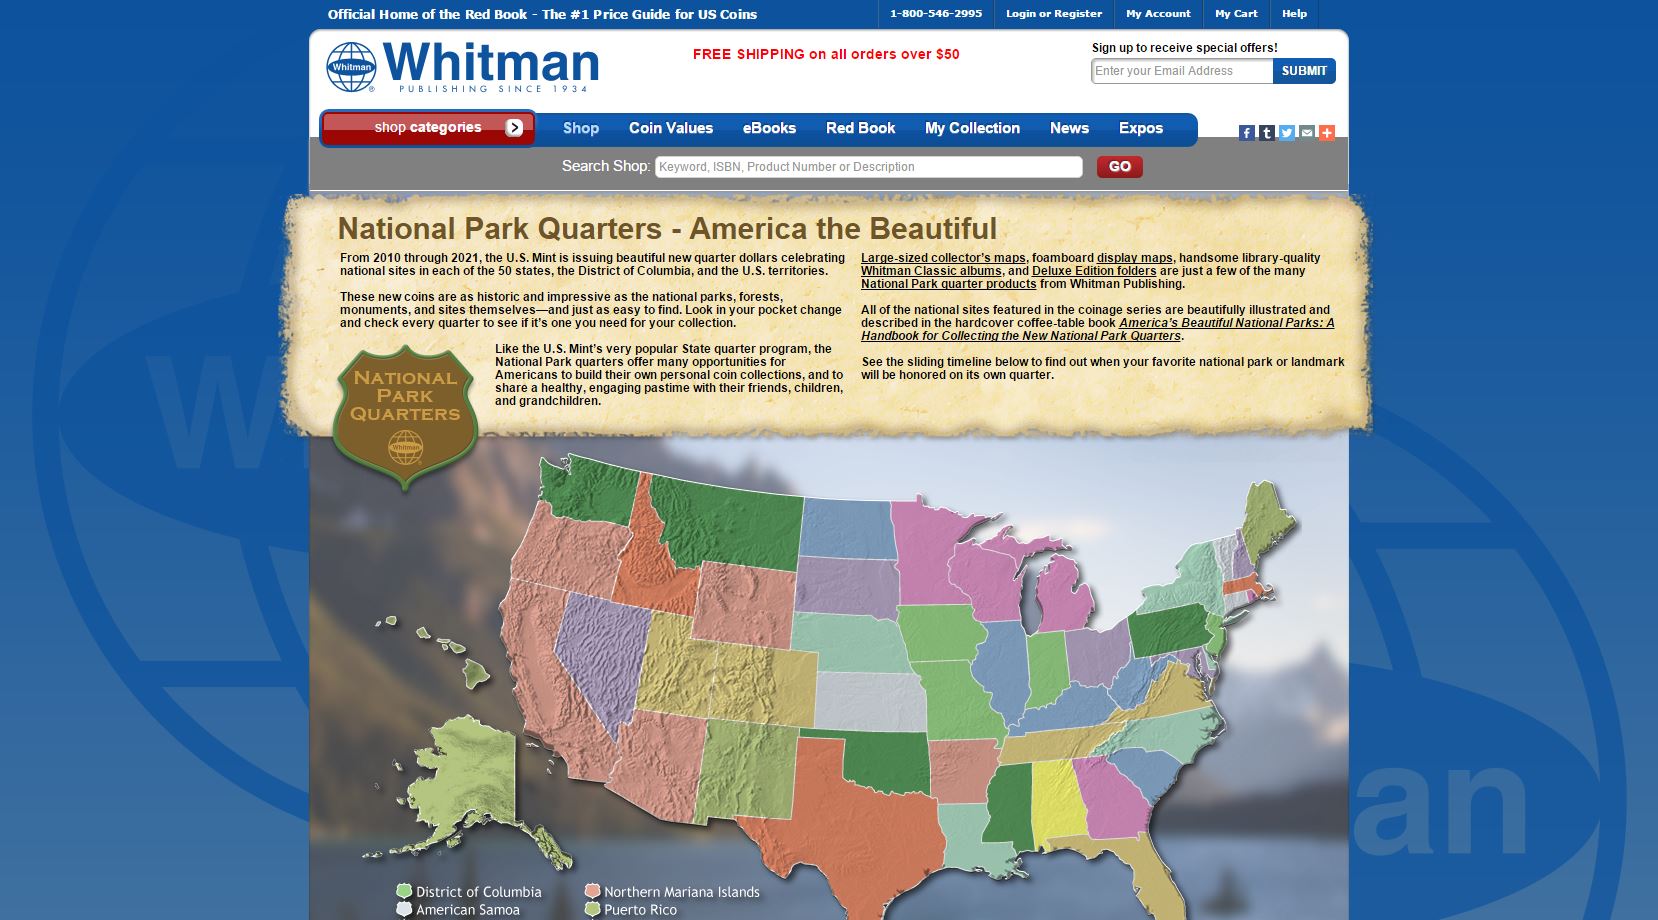 Official Home of the Red Book - The #1 Price Guide for US Coins
1-800-546-2995
Login or Register
My Account
My Cart
Help
Whitman
Whitman
®
PUBLISHING SINCE 1934
FREE SHIPPING on all orders over $50
Sign up to receive special offers!
Enter your Email Address
SUBMIT
shop categories
Shop
Coin Values
eBooks
Red Book
My Collection
News
Expos
Search Shop:
Keyword, ISBN, Product Number or Description
GO
National Park Quarters - America the Beautiful
From 2010 through 2021, the U.S. Mint is issuing beautiful new quarter dollars celebrating
national sites in each of the 50 states, the District of Columbia, and the U.S. territories.
These new coins are as historic and impressive as the national parks, forests,
monuments, and sites themselves—and just as easy to find. Look in your pocket change
and check every quarter to see if it's one you need for your collection.
Like the U.S. Mint's very popular State quarter program, the
National Park quarters offer many opportunities for
Americans to build their own personal coin collections, and to
share a healthy, engaging pastime with their friends, children,
and grandchildren.
Large-sized collector's maps, foamboard display maps, handsome library-quality
Whitman Classic albums, and Deluxe Edition folders are just a few of the many
National Park quarter products from Whitman Publishing.
All of the national sites featured in the coinage series are beautifully illustrated and
described in the hardcover coffee-table book America's Beautiful National Parks: A
Handbook for Collecting the New National Park Quarters.
See the sliding timeline below to find out when your favorite national park or landmark
will be honored on its own quarter.
NATIONAL
PARK
QUARTERS
Whitman
District of Columbia
American Samoa
Northern Mariana Islands
Puerto Rico